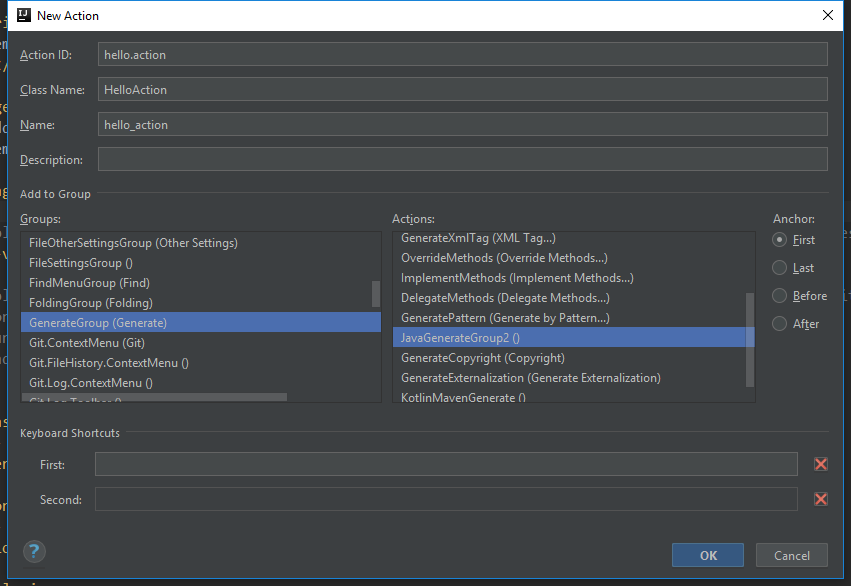 New Action
Action ID: hello.action
Class Name: HelloAction
Name: hello_action
Description:
Add to Group
Groups:
FileOtherSettingsGroup (Other Settings)
FileSettingsGroup ()
FindMenuGroup (Find)
FoldingGroup (Folding)
GenerateGroup (Generate)
Git.ContextMenu (Git)
Git.FileHistory.ContextMenu ()
Git.Log.ContextMenu ()
Git.Log.Toolbar ()
Actions:
GenerateXmlTag (XML Tag...)
OverrideMethods (Override Methods...)
ImplementMethods (Implement Methods...)
DelegateMethods (Delegate Methods...)
GeneratePattern (Generate by Pattern...)
JavaGenerateGroup2 ()
GenerateCopyright (Copyright)
GenerateExternalization (Generate Externalization)
KotlinMavenGenerate ()
Anchor:
First
Last
Before
After
Keyboard Shortcuts
First:
Second:
?
OK
Cancel